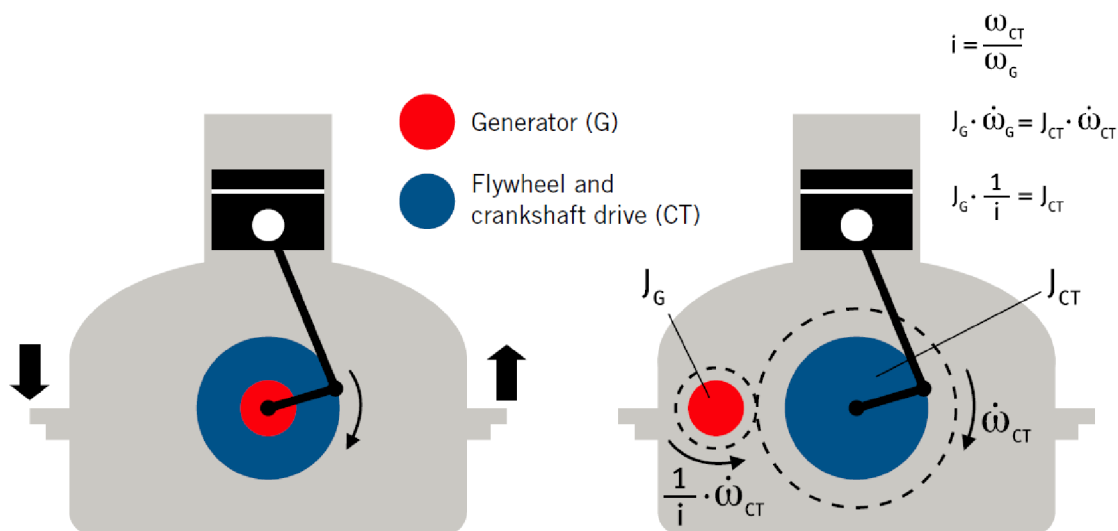 Generator (G)
Flywheel and
crankshaft drive (CT)
i = ω_CT / ω_G
J_G · ω̇_G = J_CT · ω̇_CT
J_G · 1/i = J_CT
J_G
J_CT
ω̇_CT
1/i · ω̇_CT